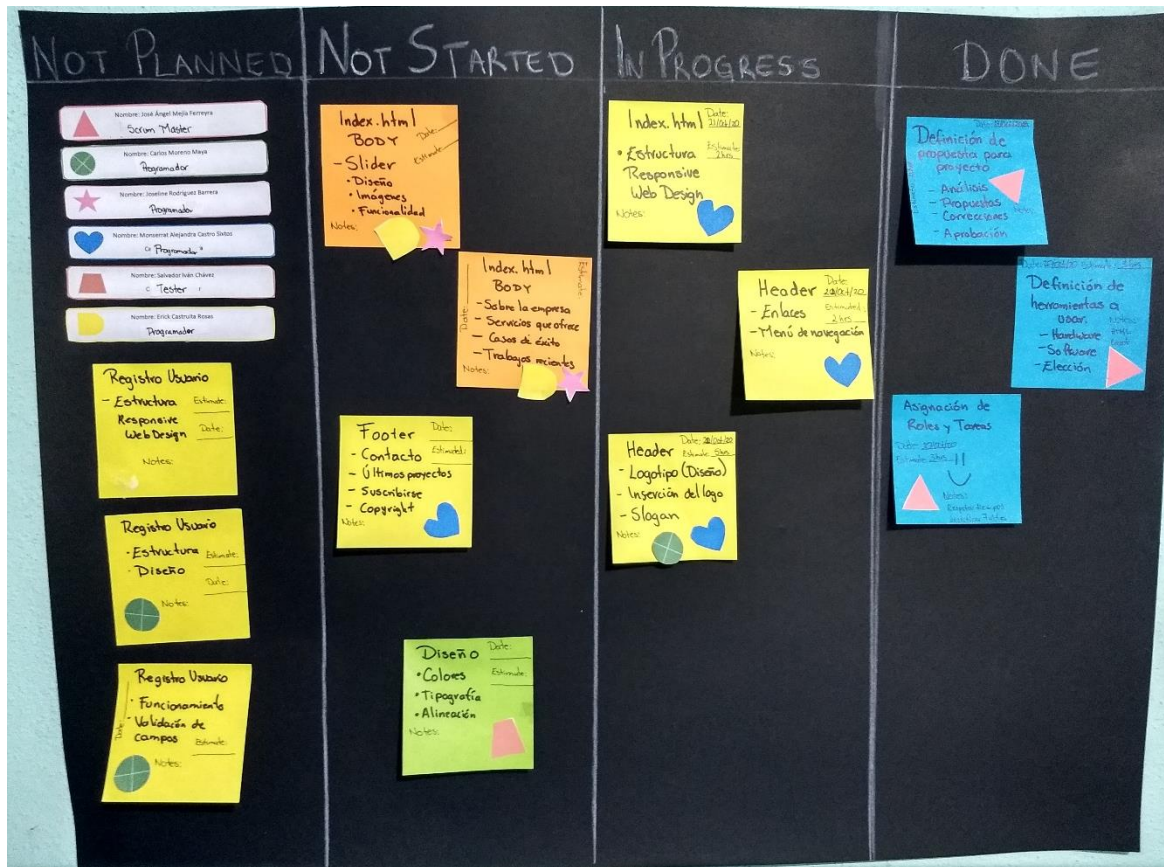 NOT PLANNED
Nombre: José Ángel Mejía Ferreyra
Scrum Master
Nombre: Carlos Moreno Maya
Programador
Nombre: Joseline Rodríguez Barrera
Programador
Nombre: Monserrat Alejandra Castro Sixtos
Programador
Nombre: Salvador Iván Chávez
Tester
Nombre: Erick Castruita Rosas
Programador
Registro Usuario
- Estructura
Responsive
Web Design
Estimate:
Date:
Notes:
Registro Usuario
· Estructura
· Diseño
Estimate:
Date:
Notes:
Registro Usuario
· Funcionamiento
· Validación de
campos
Date:
Estimate:
Notes:
NOT STARTED
Index.html
BODY
- Slider
· Diseño
· Imágenes
· Funcionalidad
Date:
Estimate:
Notes:
Index.html
BODY
- Sobre la empresa
- Servicios que ofrece
- Casos de éxito
- Trabajos recientes
Date:
Estimate:
Notes:
Footer
- Contacto
- Últimos proyectos
- Suscribirse
- Copyright
Date:
Estimated:
Notes:
Diseño
· Colores
· Tipografía
· Alineación
Date:
Estimate:
Notes:
IN PROGRESS
Index.html
· Estructura
Responsive
Web Design
Date:
Estimate:
2hrs
Notes:
Header
- Enlaces
- Menú de navegación
Date:
Estimated:
2 hrs
Notes:
Header
- Logotipo (Diseño)
- Inserción del logo
- Slogan
Date:
Estimate: 5hrs
Notes:
DONE
Definición de
propuesta para
proyecto
- Análisis
- Propuestas
- Correcciones
- Aprobación
Notes:
Date:
Estimate:
Definición de
herramientas a
usar.
- Hardware
- Software
- Elección
Notes:
Asignación de
Roles y Tareas
Date:
Estimate:
Notes: